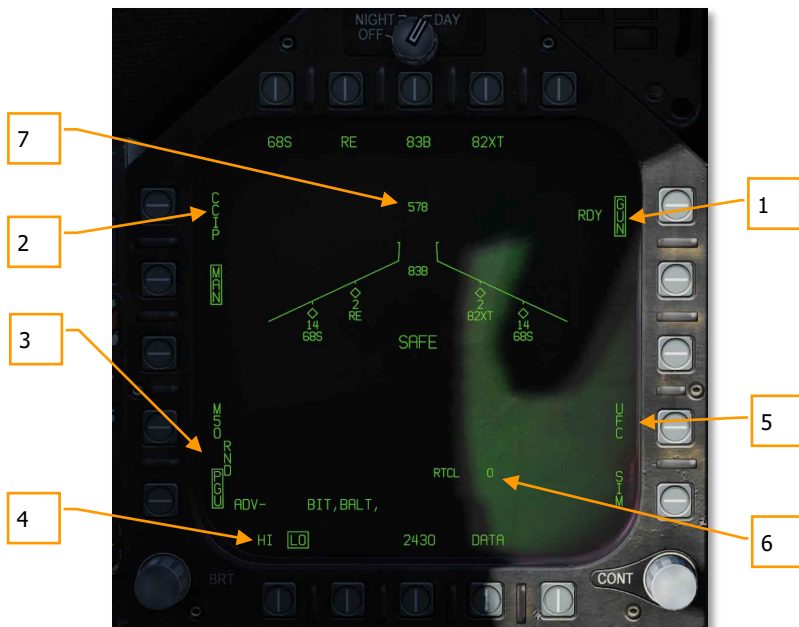 NIGHT DAY
OFF
7
68S RE 83B 82XT
1
CCIP
578
RDY GUN
2
MAN
83B
14
68S
2
RE
2
82XT
14
68S
SAFE
3
M50
RND
PGU
UFC
5
RTCL 0
SIM
ADV- BIT,BALT,
4
HI LO 2430 DATA
6
BRT
CONT